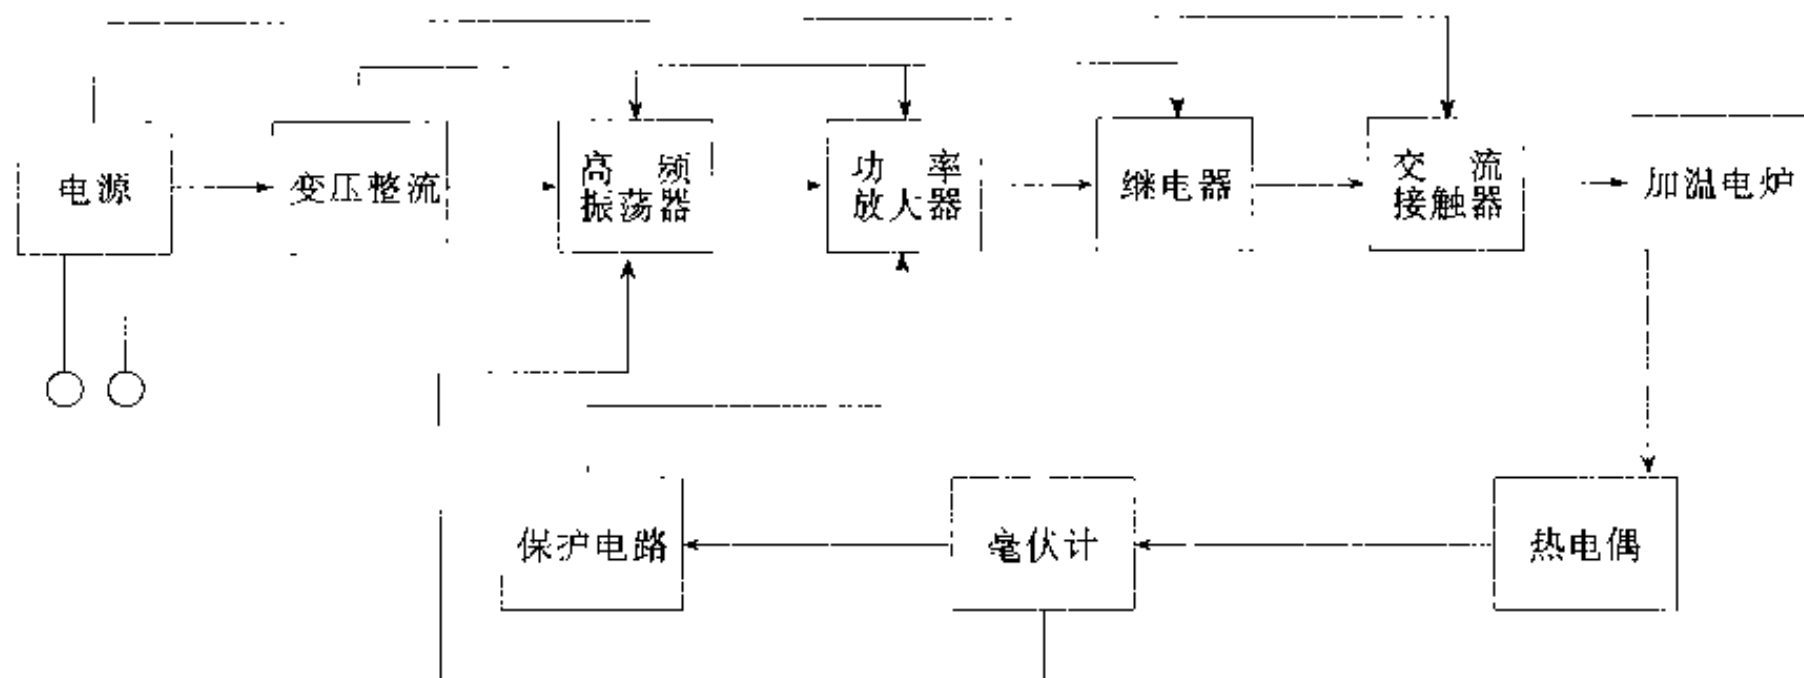 电源
变压整流
高频
振荡器
功率
放大器
继电器
交流
接触器
加温电炉
保护电路
毫伏计
热电偶